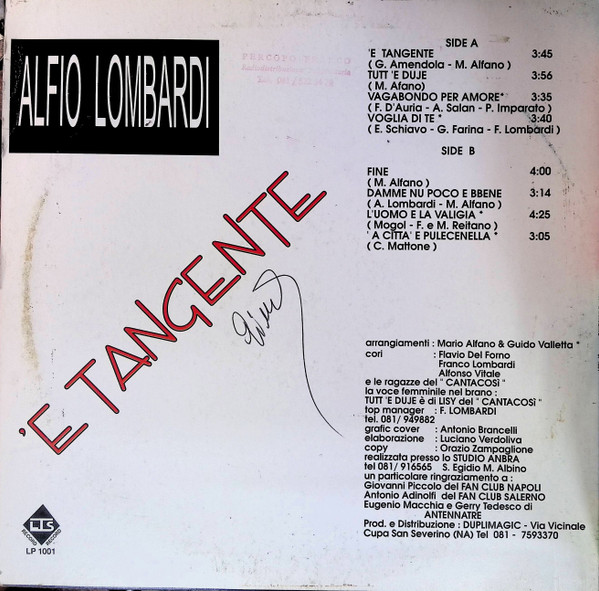 ALFIO LOMBARDI
SIDE A
'E TANGENTE 3:45
( G. Amendola - M. Alfano )
TUTT 'E DUJE 3:56
( M. Afano )
VAGABONDO PER AMORE* 3:35
( F. D'Auria - A. Salan - P. Imparato )
VOGLIA DI TE * 3:40
( E. Schiavo - G. Farina - F. Lombardi )
SIDE B
FINE 4:00
( M. Alfano )
DAMME NU POCO E BBENE 3:14
( A. Lombardi - M. Alfano )
L'UOMO E LA VALIGIA * 4:25
( Mogol - F. e M. Reitano )
' A CITTA' E PULECENELLA * 3:05
( C. Mattone )
'E TANGENTE
arrangiamenti : Mario Alfano & Guido Valletta *
cori : Flavio Del Forno
Franco Lombardi
Alfonso Vitale
e le ragazze del " CANTACOSì "
la voce femminile nel brano :
TUTT 'E DUJE è di LISY del " CANTACOSì "
top manager : F. LOMBARDI
tel. 081/ 949882
grafic cover : Antonio Brancelli
elaborazione : Luciano Verdoliva
copy : Orazio Zampaglione
realizzata presso lo STUDIO ANBRA
tel 081/ 916565 S. Egidio M. Albino
un particolare ringraziamento a :
Giovanni Piccolo del FAN CLUB NAPOLI
Antonio Adinolfi del FAN CLUB SALERNO
Eugenio Macchia e Gerry Tedesco di
ANTENNATRE
Prod. e Distribuzione : DUPLIMAGIC - Via Vicinale
Cupa San Severino (NA) Tel 081 - 7593370
LTS
RECORD RECORD
LP 1001